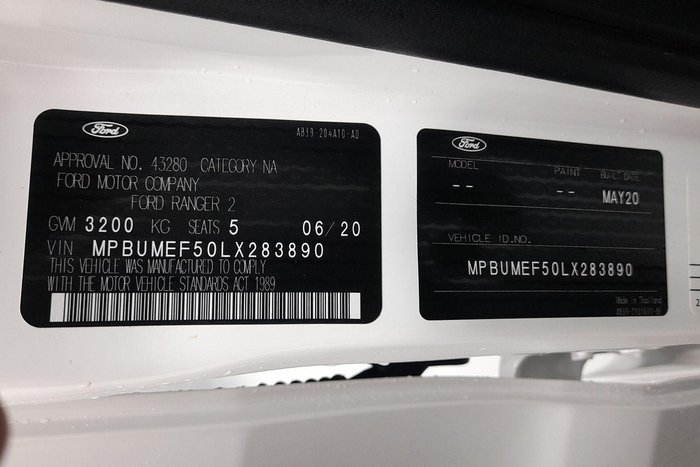 Ford
AB39-204A10-AD
APPROVAL NO. 43280 CATEGORY NA
FORD MOTOR COMPANY
FORD RANGER 2
GVM 3200 KG SEATS 5 06/20
VIN MPBUMEF50LX283890
THIS VEHICLE WAS MANUFACTURED TO COMPLY
WITH THE MOTOR VEHICLE STANDARDS ACT 1989
Ford
MODEL PAINT BUILT DATE
-- -- MAY20
VEHICLE ID.NO.
MPBUMEF50LX283890
Made in Thailand